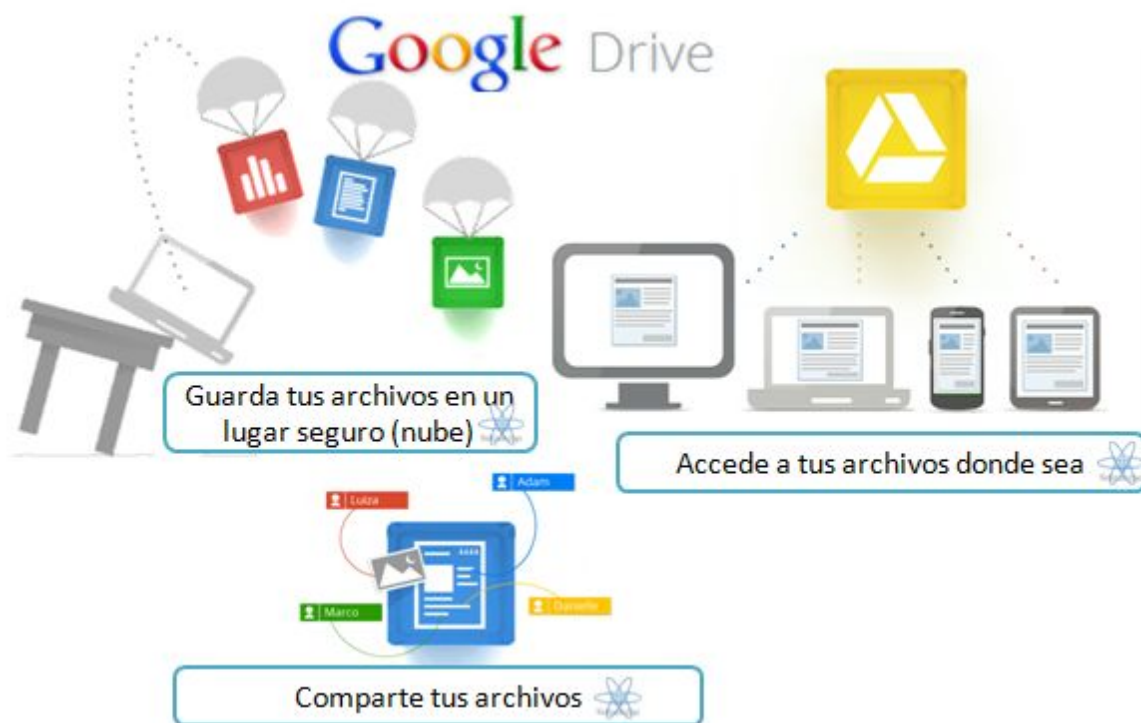 Google Drive
Guarda tus archivos en un
lugar seguro (nube)
Accede a tus archivos donde sea
Luiza
Adam
Marco
Danielle
Comparte tus archivos